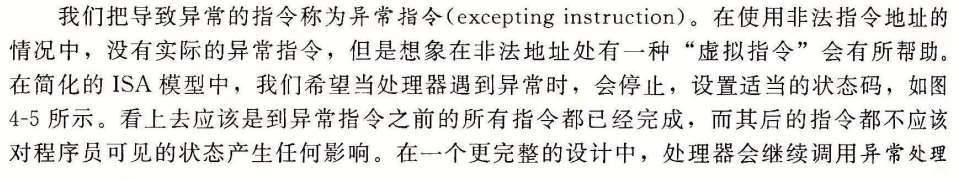 我们把导致异常的指令称为异常指令(excepting instruction)。在使用非法指令地址的
情况中，没有实际的异常指令，但是想象在非法地址处有一种“虚拟指令”会有所帮助。
在简化的 ISA 模型中，我们希望当处理器遇到异常时，会停止，设置适当的状态码，如图
4-5 所示。看上去应该是到异常指令之前的所有指令都已经完成，而其后的指令都不应该
对程序员可见的状态产生任何影响。在一个更完整的设计中，处理器会继续调用异常处理